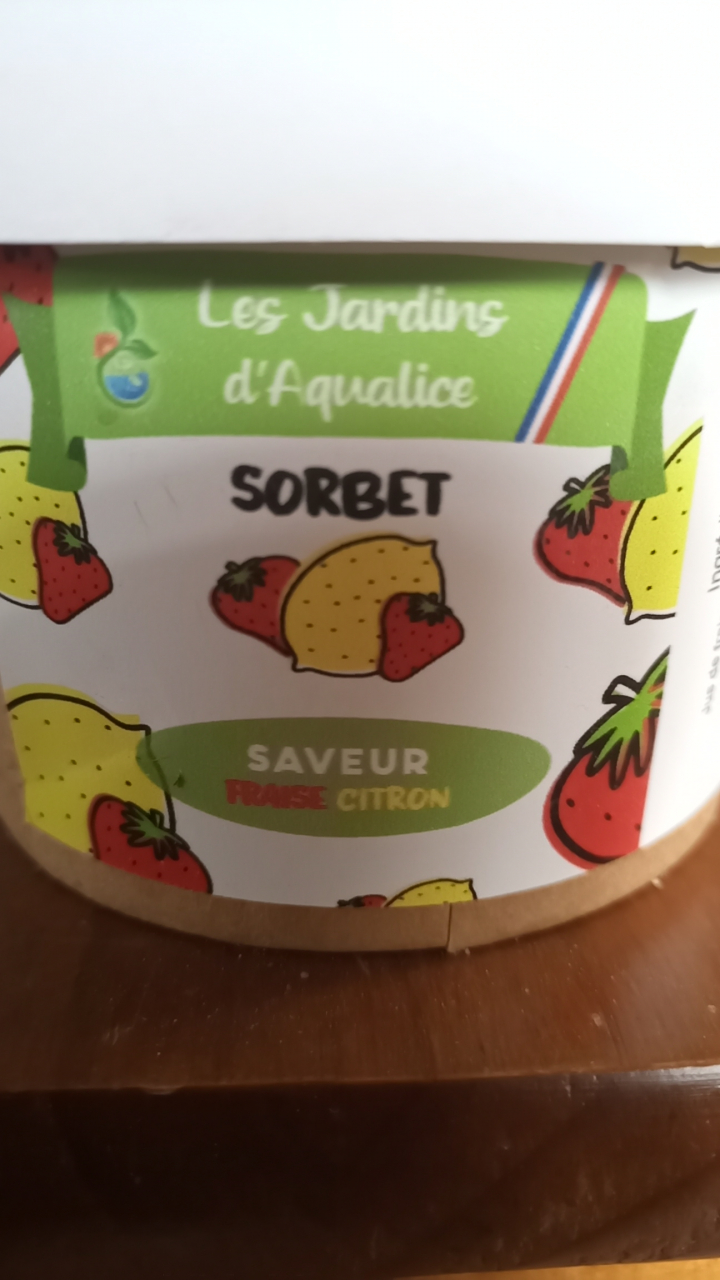 Les Jardins
d'Aqualice
SORBET
SAVEUR
FRAISE CITRON